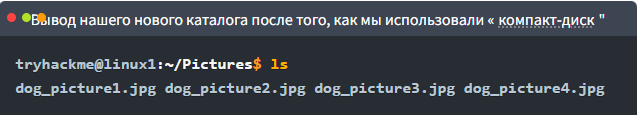 Вывод нашего нового каталога после того, как мы использовали « компакт-диск "
tryhackme@linux1:~/Pictures$ ls
dog_picture1.jpg dog_picture2.jpg dog_picture3.jpg dog_picture4.jpg